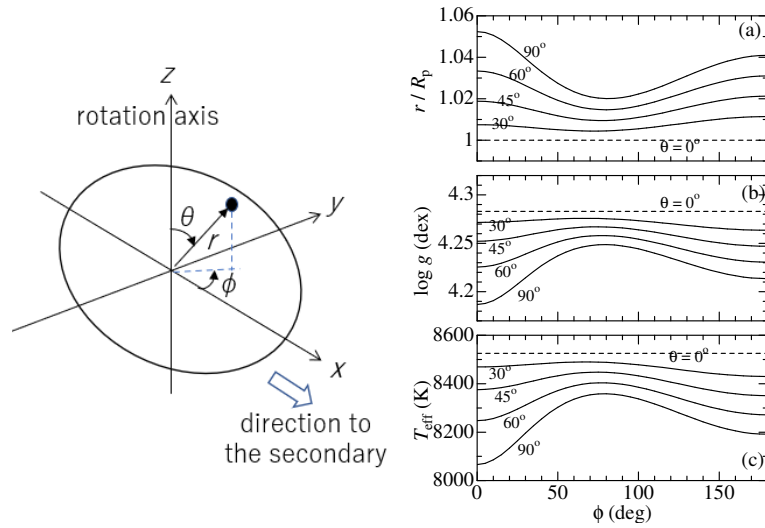 z
rotation axis
θ
r
y
ϕ
x
direction to
the secondary
(a)
1.06
1.04
1.02
1
r / Rp
90°
60°
45°
30°
θ = 0°
(b)
4.3
4.25
4.2
log g (dex)
θ = 0°
30°
45°
60°
90°
(c)
8600
8400
8200
8000
Teff (K)
θ = 0°
30°
45°
60°
90°
0 50 100 150
ϕ (deg)